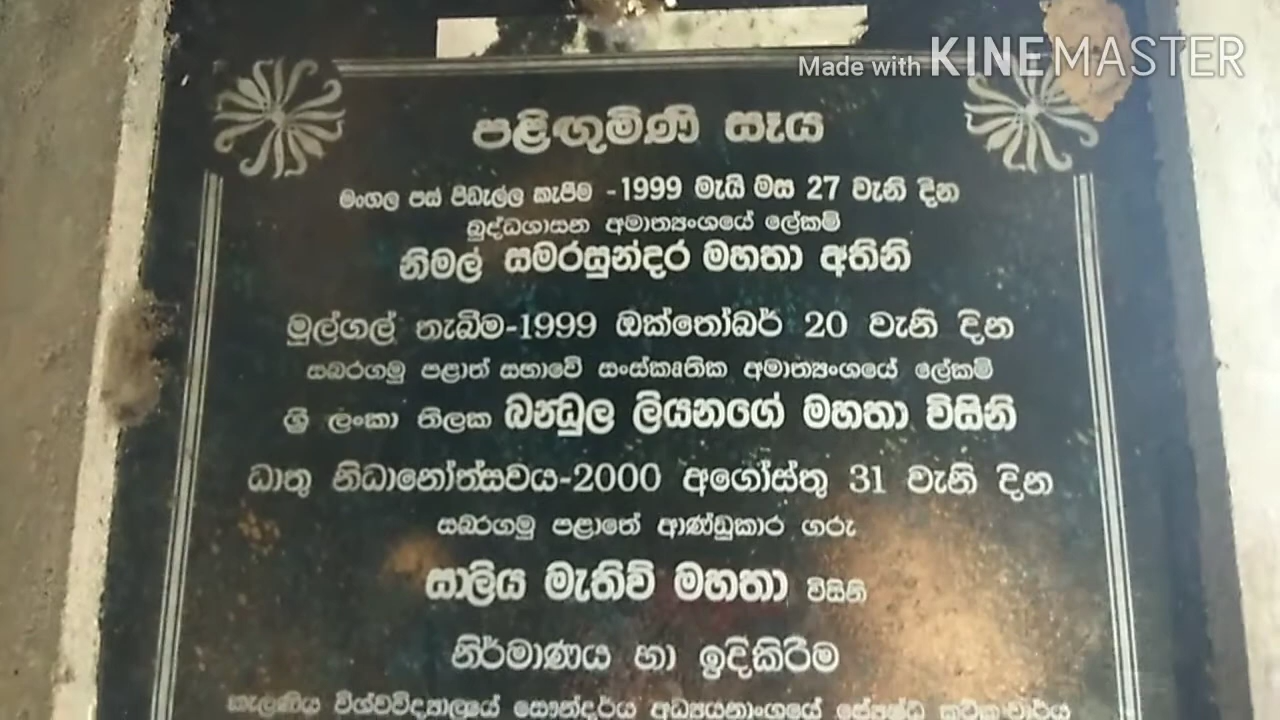 Made with KINEMASTER
පළිඟුමිණි සෑය
මංගල පස් පිඩැල්ල කැපීම - 1999 මැයි මස 27 වැනි දින
බුද්ධශාසන අමාත්‍යංශයේ ලේකම්
නිමල් සමරසුන්දර මහතා අතිනි
මුල්ගල් තැබීම-1999 ඔක්තෝබර් 20 වැනි දින
සබරගමු පළාත් සභාවේ සංස්කෘතික අමාත්‍යංශයේ ලේකම්
ශ්‍රී ලංකා තිලක බන්ධුල ලියනගේ මහතා විසිනි
ධාතු නිධානෝත්සවය-2000 අගෝස්තු 31 වැනි දින
සබරගමු පළාතේ ආණ්ඩුකාර ගරු
සාලිය මැතිව් මහතා විසිනි
නිර්මාණය හා ඉදිකිරීම
කැලණිය විශ්වවිද්‍යාලයේ සෞන්දර්ය අධ්‍යයනාංශයේ ජ්‍යෙෂ්ඨ කථිකාචාර්ය